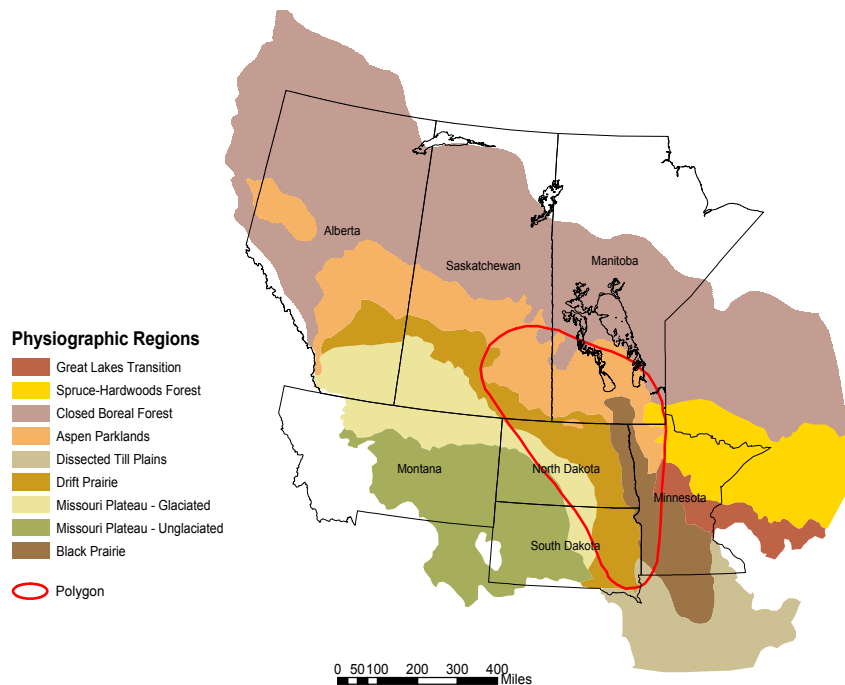 Alberta
Saskatchewan
Manitoba
Montana
North Dakota
Minnesota
South Dakota
Physiographic Regions
Great Lakes Transition
Spruce-Hardwoods Forest
Closed Boreal Forest
Aspen Parklands
Dissected Till Plains
Drift Prairie
Missouri Plateau - Glaciated
Missouri Plateau - Unglaciated
Black Prairie
Polygon
0 50 100 200 300 400
Miles